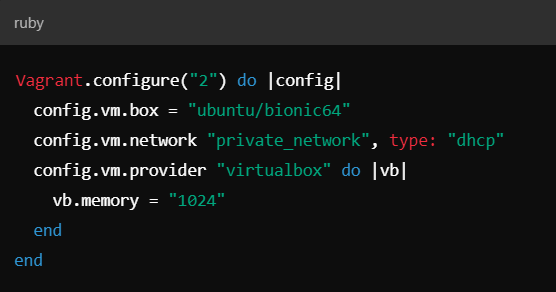 ruby
Vagrant.configure("2") do |config|
  config.vm.box = "ubuntu/bionic64"
  config.vm.network "private_network", type: "dhcp"
  config.vm.provider "virtualbox" do |vb|
    vb.memory = "1024"
  end
end